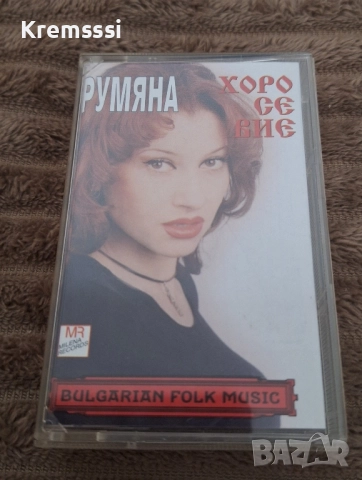 Kremsssi
РУМЯНА
ХОРО
СЕ
ВИЕ
MR
MILENA
RECORDS
BULGARIAN FOLK MUSIC
BAZAR